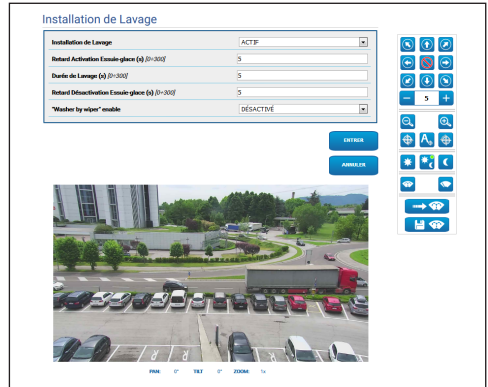 Installation de Lavage
Installation de Lavage ACTIF
Retard Activation Essuie-glace (s) [0÷300] 5
Durée de Lavage (s) [0÷300] 5
Retard Désactivation Essuie-glace (s) [0÷300] 5
"Washer by wiper" enable DÉSACTIVÉ
ENTRER
ANNULER
− 5 +
A
PAN: 0° TILT 0° ZOOM: 1x